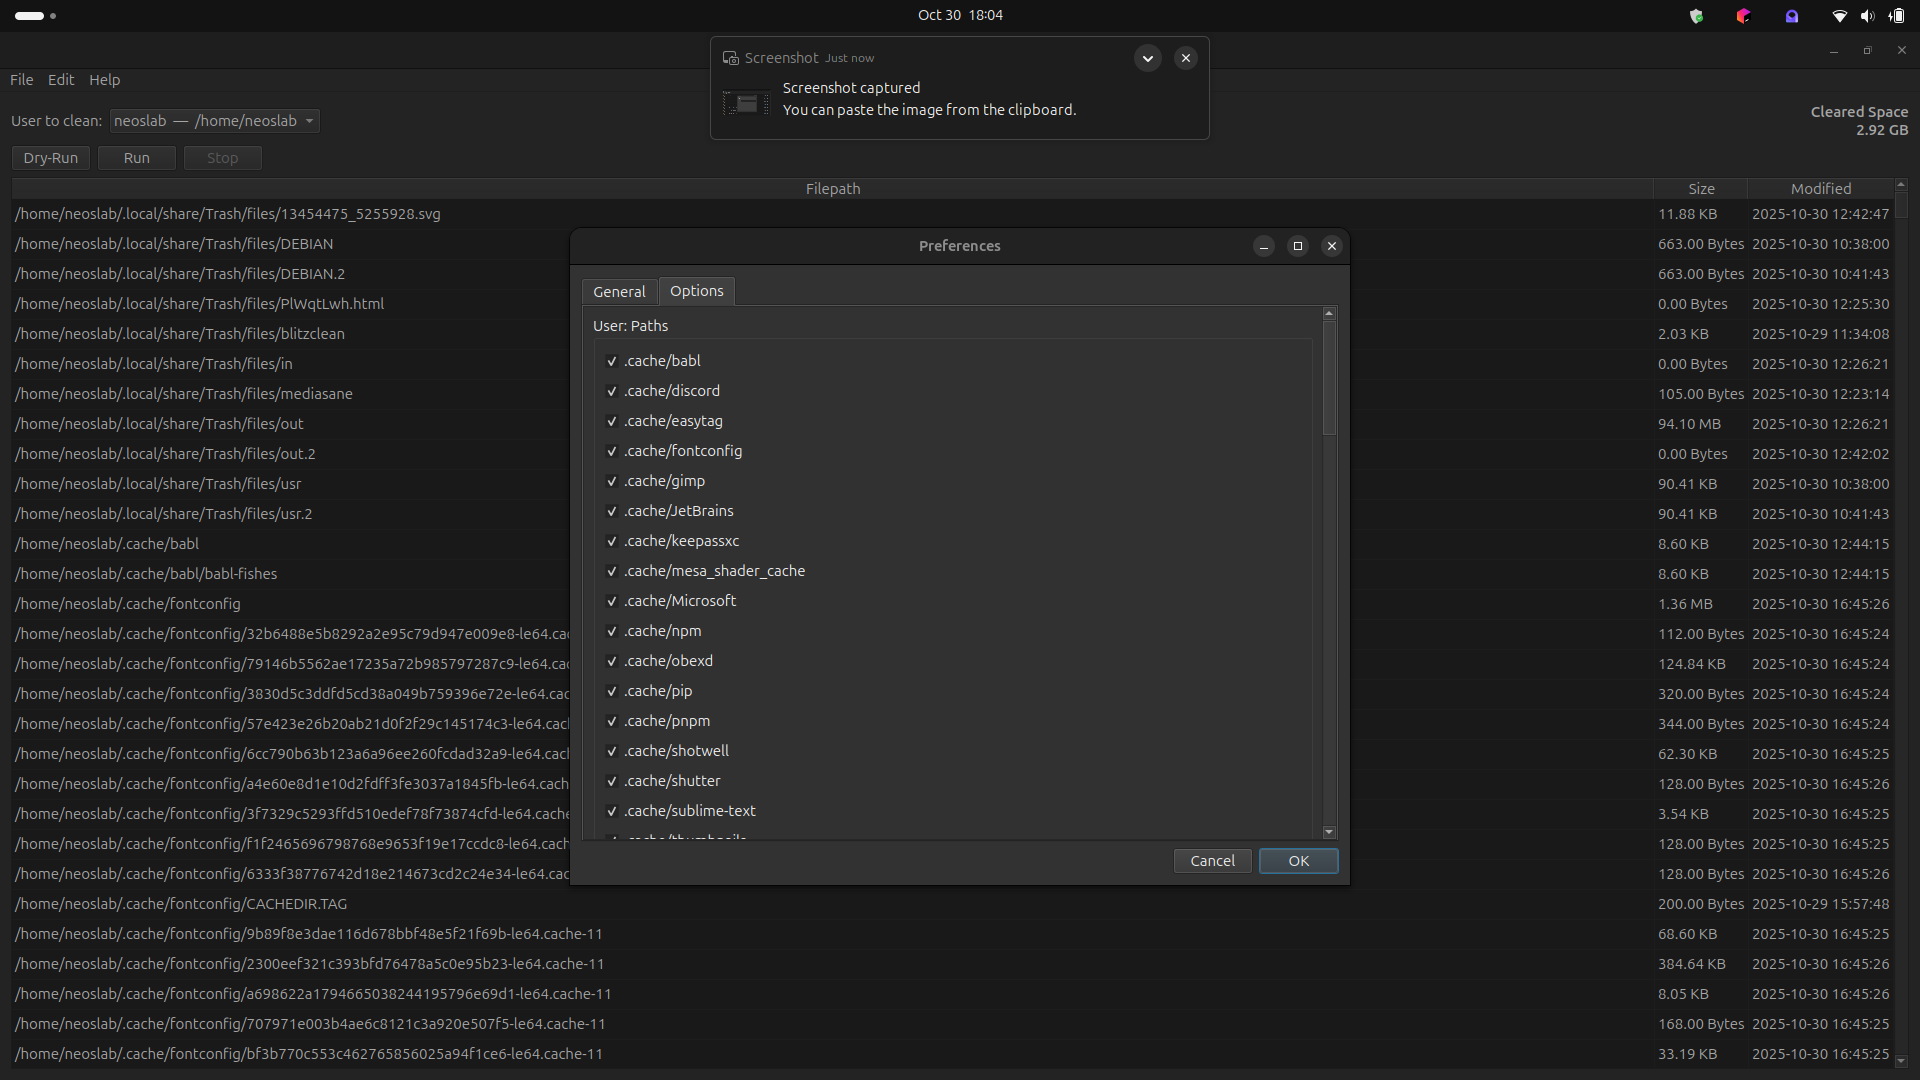 Oct 30 18:04
Screenshot Just now
Screenshot captured
You can paste the image from the clipboard.
File Edit Help
User to clean: neoslab — /home/neoslab
Cleared Space
2.92 GB
Dry-Run Run Stop
Filepath Size Modified
/home/neoslab/.local/share/Trash/files/13454475_5255928.svg 11.88 KB 2025-10-30 12:42:47
/home/neoslab/.local/share/Trash/files/DEBIAN 663.00 Bytes 2025-10-30 10:38:00
/home/neoslab/.local/share/Trash/files/DEBIAN.2 663.00 Bytes 2025-10-30 10:41:43
/home/neoslab/.local/share/Trash/files/PlWqtLwh.html 0.00 Bytes 2025-10-30 12:25:30
/home/neoslab/.local/share/Trash/files/blitzclean 2.03 KB 2025-10-29 11:34:08
/home/neoslab/.local/share/Trash/files/in 0.00 Bytes 2025-10-30 12:26:21
/home/neoslab/.local/share/Trash/files/mediasane 105.00 Bytes 2025-10-30 12:23:14
/home/neoslab/.local/share/Trash/files/out 94.10 MB 2025-10-30 12:26:21
/home/neoslab/.local/share/Trash/files/out.2 0.00 Bytes 2025-10-30 12:42:02
/home/neoslab/.local/share/Trash/files/usr 90.41 KB 2025-10-30 10:38:00
/home/neoslab/.local/share/Trash/files/usr.2 90.41 KB 2025-10-30 10:41:43
/home/neoslab/.cache/babl 8.60 KB 2025-10-30 12:44:15
/home/neoslab/.cache/babl/babl-fishes 8.60 KB 2025-10-30 12:44:15
/home/neoslab/.cache/fontconfig 1.36 MB 2025-10-30 16:45:26
/home/neoslab/.cache/fontconfig/32b6488e5b8292a2e95c79d947e009e8-le64.cac 112.00 Bytes 2025-10-30 16:45:24
/home/neoslab/.cache/fontconfig/79146b5562ae17235a72b985797287c9-le64.cac 124.84 KB 2025-10-30 16:45:24
/home/neoslab/.cache/fontconfig/3830d5c3ddfd5cd38a049b759396e72e-le64.cac 320.00 Bytes 2025-10-30 16:45:24
/home/neoslab/.cache/fontconfig/57e423e26b20ab21d0f2f29c145174c3-le64.cach 344.00 Bytes 2025-10-30 16:45:24
/home/neoslab/.cache/fontconfig/6cc790b63b123a6a96ee260fcdad32a9-le64.cach 62.30 KB 2025-10-30 16:45:25
/home/neoslab/.cache/fontconfig/a4e60e8d1e10d2fdff3fe3037a1845fb-le64.cach 128.00 Bytes 2025-10-30 16:45:26
/home/neoslab/.cache/fontconfig/3f7329c5293ffd510edef78f73874cfd-le64.cache 3.54 KB 2025-10-30 16:45:26
/home/neoslab/.cache/fontconfig/f1f2465696798768e9653f19e17ccdc8-le64.cach 128.00 Bytes 2025-10-30 16:45:25
/home/neoslab/.cache/fontconfig/6333f38776742d18e214673cd2c24e34-le64.cac 128.00 Bytes 2025-10-30 16:45:26
/home/neoslab/.cache/fontconfig/CACHEDIR.TAG 200.00 Bytes 2025-10-29 15:57:48
/home/neoslab/.cache/fontconfig/9b89f8e3dae116d678bbf48e5f21f69b-le64.cache-11 68.60 KB 2025-10-30 16:45:25
/home/neoslab/.cache/fontconfig/2300eef321c393bfd76478a5c0e95b23-le64.cache-11 384.64 KB 2025-10-30 16:45:26
/home/neoslab/.cache/fontconfig/a698622a1794665038244195796e69d1-le64.cache-11 8.05 KB 2025-10-30 16:45:26
/home/neoslab/.cache/fontconfig/707971e003b4ae6c8121c3a920e507f5-le64.cache-11 168.00 Bytes 2025-10-30 16:45:25
/home/neoslab/.cache/fontconfig/bf3b770c553c462765856025a94f1ce6-le64.cache-11 33.19 KB 2025-10-30 16:45:25
Preferences
General Options
User: Paths
.cache/babl
.cache/discord
.cache/easytag
.cache/fontconfig
.cache/gimp
.cache/JetBrains
.cache/keepassxc
.cache/mesa_shader_cache
.cache/Microsoft
.cache/npm
.cache/obexd
.cache/pip
.cache/pnpm
.cache/shotwell
.cache/shutter
.cache/sublime-text
Cancel OK